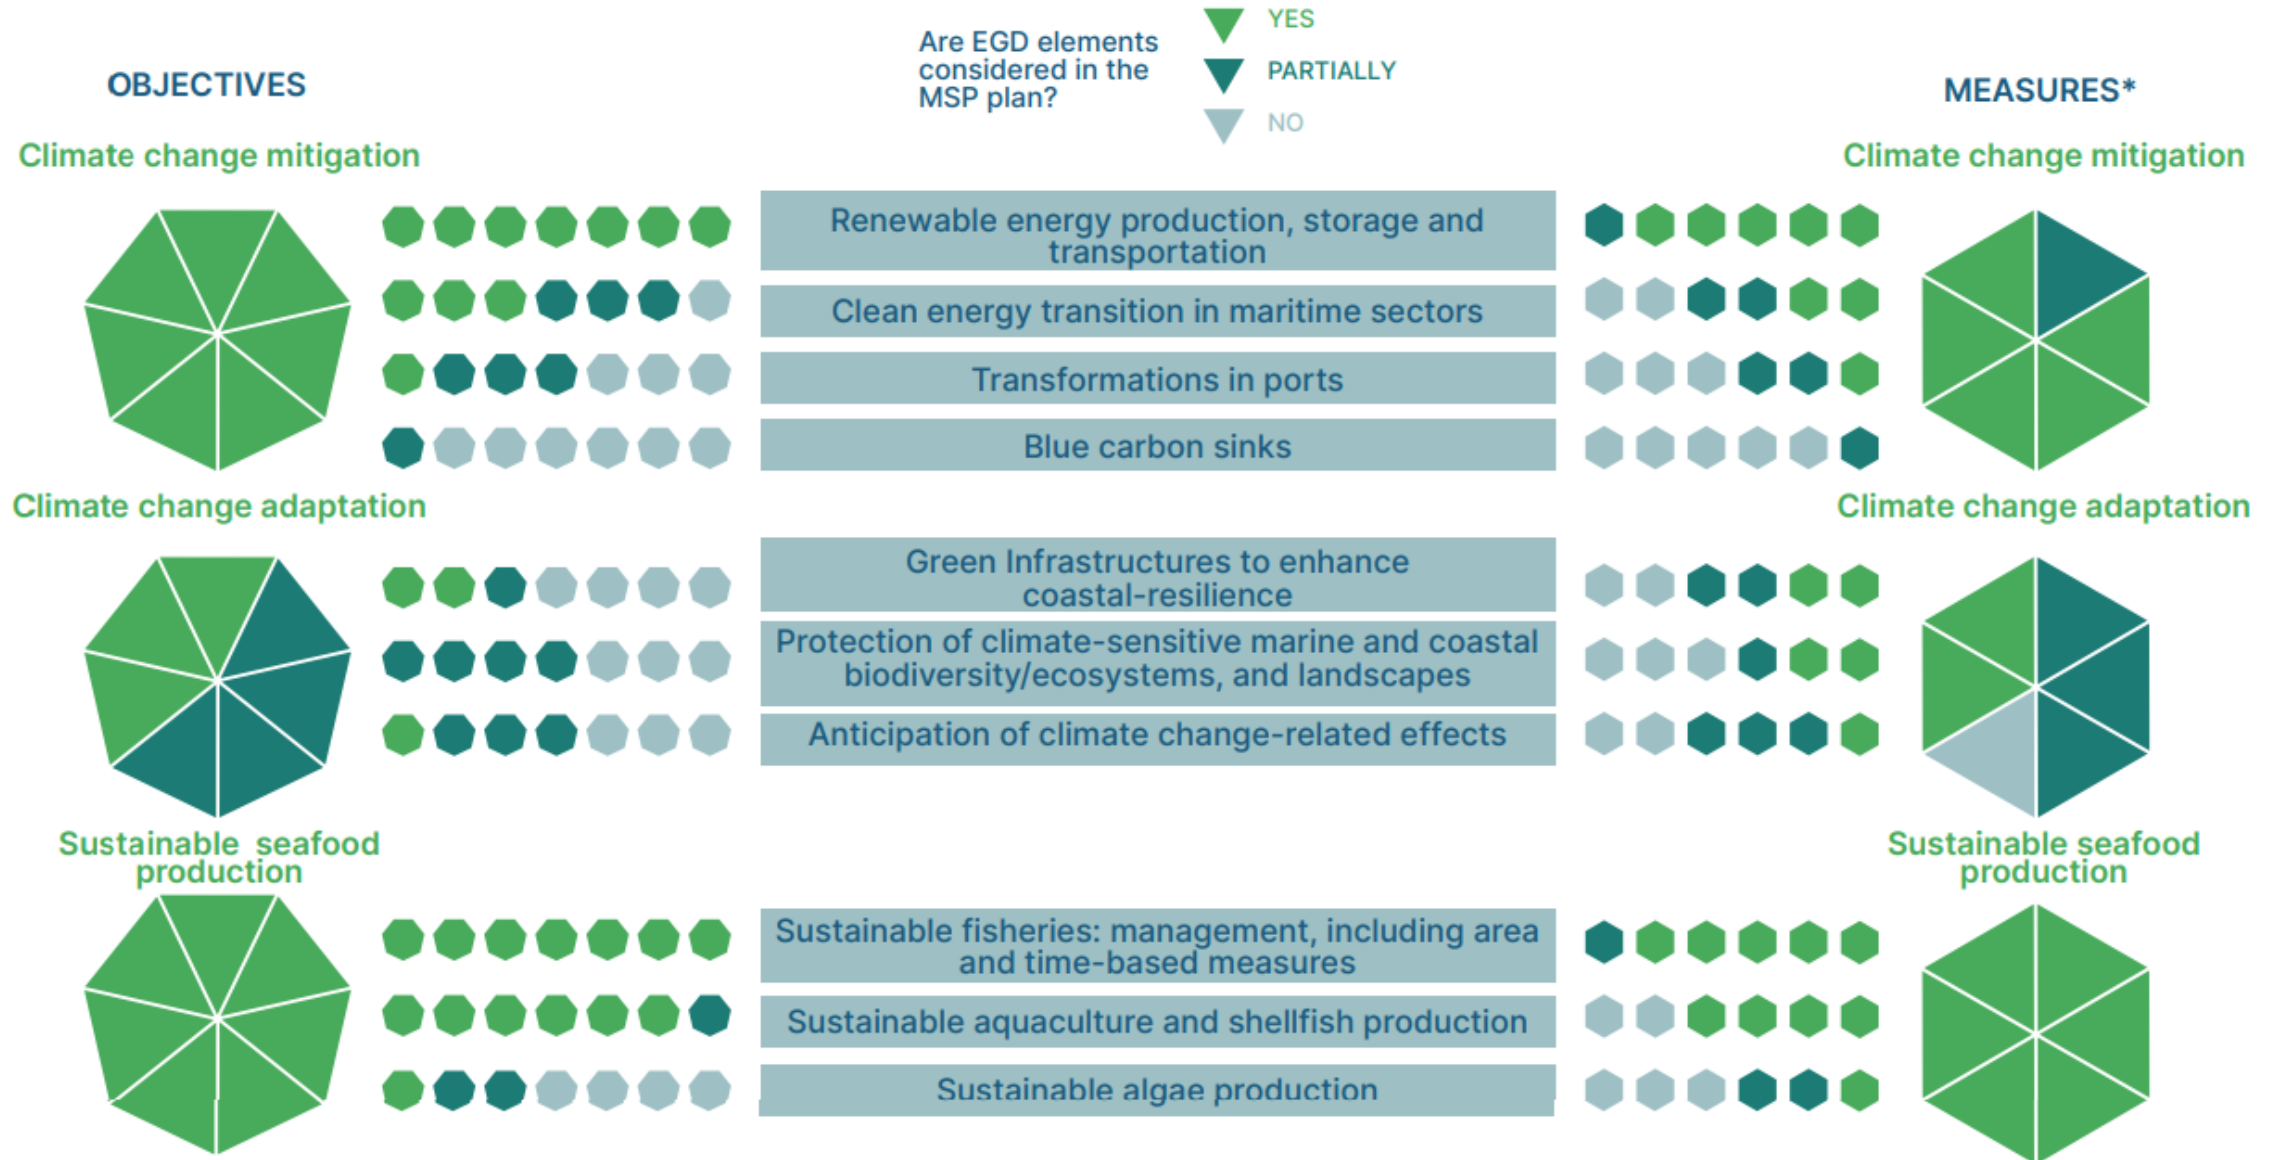 Are EGD elements
considered in the
MSP plan?
YES
PARTIALLY
NO
OBJECTIVES
MEASURES*
Climate change mitigation
Climate change mitigation
Renewable energy production, storage and
transportation
Clean energy transition in maritime sectors
Transformations in ports
Blue carbon sinks
Climate change adaptation
Climate change adaptation
Green Infrastructures to enhance
coastal-resilience
Protection of climate-sensitive marine and coastal
biodiversity/ecosystems, and landscapes
Anticipation of climate change-related effects
Sustainable seafood
production
Sustainable seafood
production
Sustainable fisheries: management, including area
and time-based measures
Sustainable aquaculture and shellfish production
Sustainable algae production